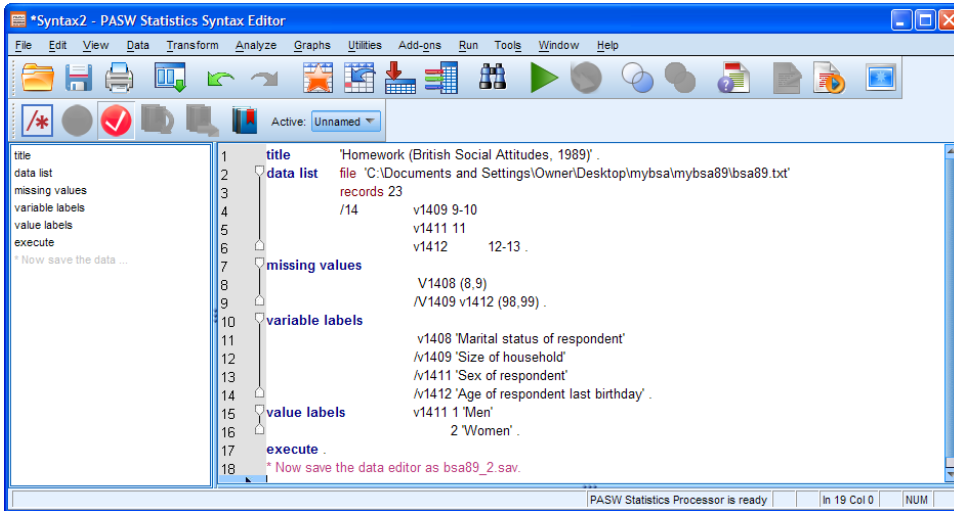 *Syntax2 - PASW Statistics Syntax Editor
File Edit View Data Transform Analyze Graphs Utilities Add-ons Run Tools Window Help
Active: Unnamed
title
data list
missing values
variable labels
value labels
execute
* Now save the data ...
1 title 'Homework (British Social Attitudes, 1989)' .
2 data list file 'C:\Documents and Settings\Owner\Desktop\mybsa\mybsa89\bsa89.txt'
3 records 23
4 /14 v1409 9-10
5 v1411 11
6 v1412 12-13 .
7 missing values
8 V1408 (8,9)
9 /V1409 v1412 (98,99) .
10 variable labels
11 v1408 'Marital status of respondent'
12 /v1409 'Size of household'
13 /v1411 'Sex of respondent'
14 /v1412 'Age of respondent last birthday' .
15 value labels v1411 1 'Men'
16 2 'Women' .
17 execute .
18 * Now save the data editor as bsa89_2.sav.
PASW Statistics Processor is ready In 19 Col 0 NUM